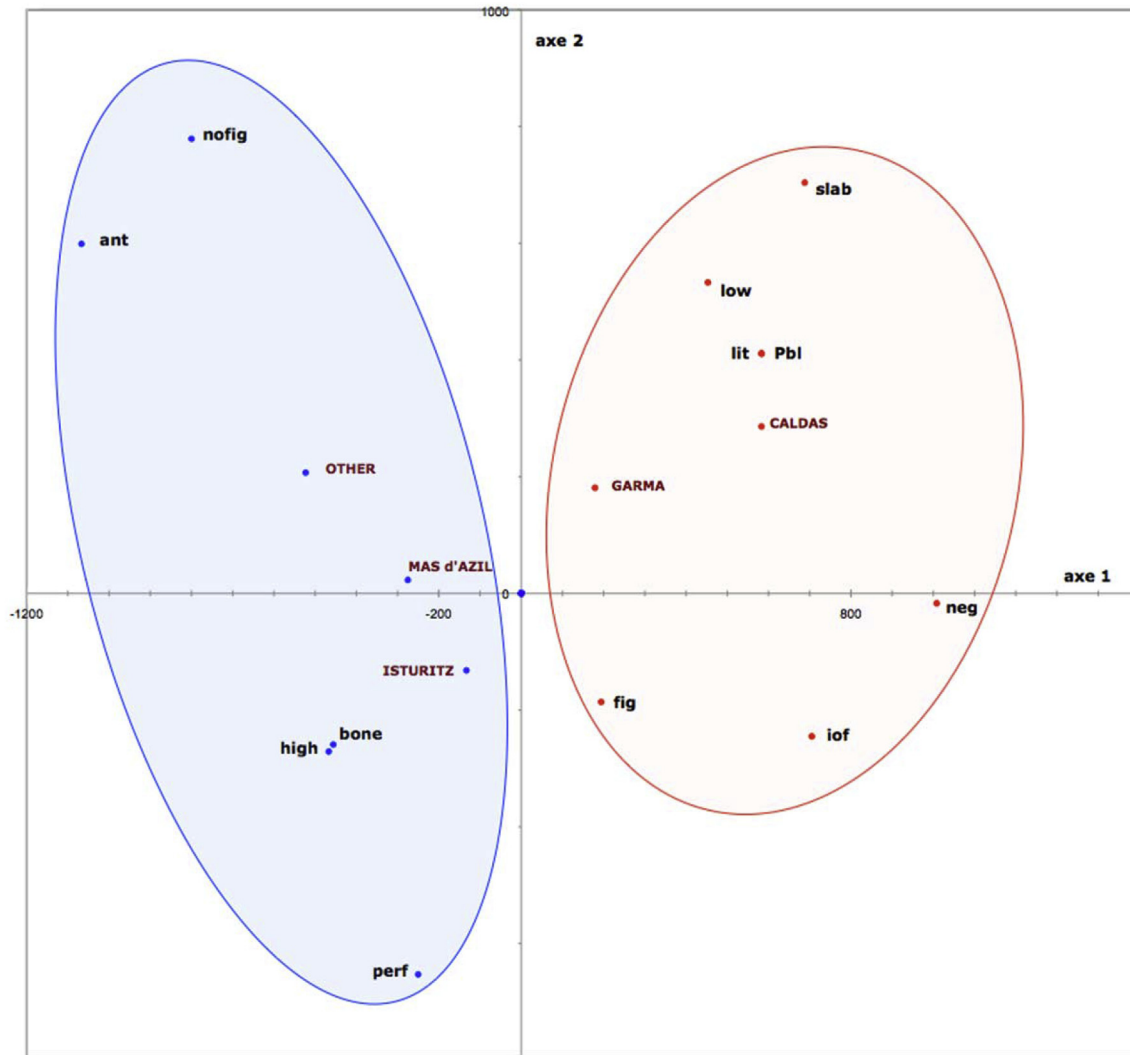 1000
axe 2
nofig
slab
ant
low
lit Pbl
CALDAS
OTHER
GARMA
MAS d'AZIL
axe 1
0
-1200
-200
800
neg
ISTURITZ
fig
bone
iof
high
perf